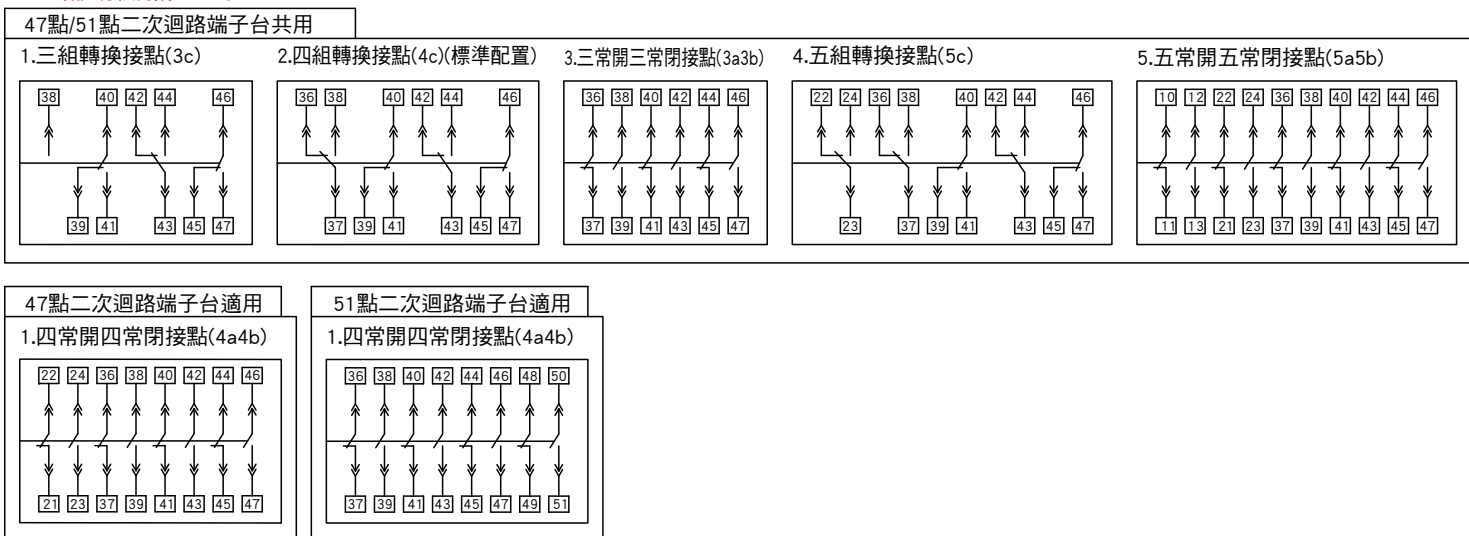 47點/51點二次迴路端子台共用
1.三組轉換接點(3c)
38 40 42 44 46
39 41 43 45 47
2.四組轉換接點(4c)(標準配置)
36 38 40 42 44 46
37 39 41 43 45 47
3.三常開三常閉接點(3a3b)
36 38 40 42 44 46
37 39 41 43 45 47
4.五組轉換接點(5c)
22 24 36 38 40 42 44 46
23 37 39 41 43 45 47
5.五常開五常閉接點(5a5b)
10 12 22 24 36 38 40 42 44 46
11 13 21 23 37 39 41 43 45 47
47點二次迴路端子台適用
1.四常開四常閉接點(4a4b)
22 24 36 38 40 42 44 46
21 23 37 39 41 43 45 47
51點二次迴路端子台適用
1.四常開四常閉接點(4a4b)
36 38 40 42 44 46 48 50
37 39 41 43 45 47 49 51